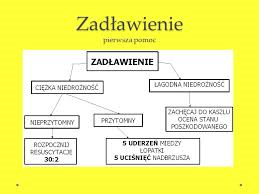 Zadławienie
pierwsza pomoc
ZADŁAWIENIE
CIĘŻKA NIEDROŻNOŚĆ
ŁAGODNA NIEDROŻNOŚĆ
NIEPRZYTOMNY
PRZYTOMNY
ZACHĘCAJ DO KASZLU
OCENA STANU
POSZKODOWANEGO
ROZPOCZNIJ
RESUSCYTACJE
30:2
5 UDERZEŃ MIĘDZY
ŁOPATKI
5 UCIŚNIĘĆ NADBRZUSZA